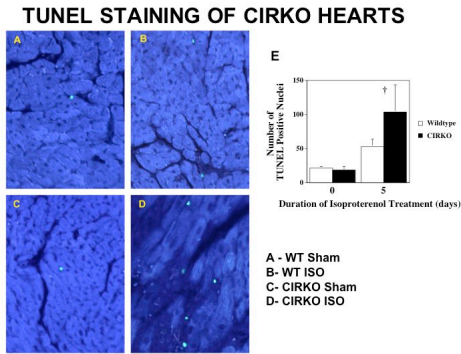 TUNEL STAINING OF CIRKO HEARTS
A
B
C
D
E
Number of
TUNEL Positive Nuclei
150
100
50
0
†
Wildtype
CIRKO
0
5
Duration of Isoproterenol Treatment (days)
A - WT Sham
B- WT ISO
C- CIRKO Sham
D- CIRKO ISO